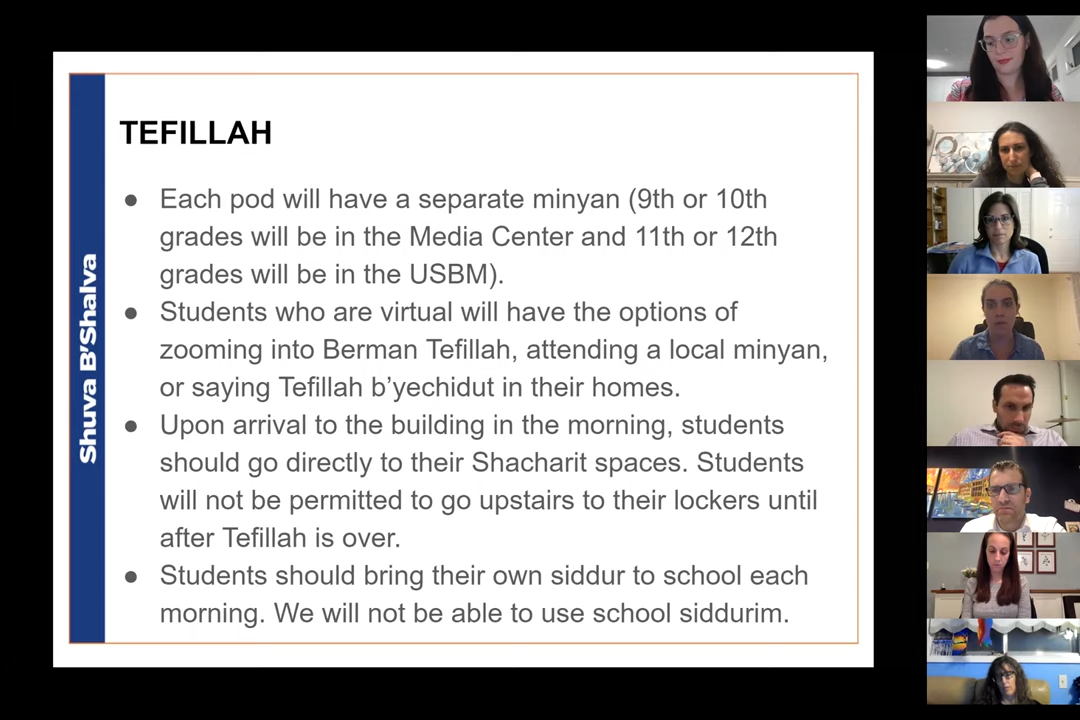 Shuva B'Shalva
TEFILLAH
● Each pod will have a separate minyan (9th or 10th
grades will be in the Media Center and 11th or 12th
grades will be in the USBM).
● Students who are virtual will have the options of
zooming into Berman Tefillah, attending a local minyan,
or saying Tefillah b'yechidut in their homes.
● Upon arrival to the building in the morning, students
should go directly to their Shacharit spaces. Students
will not be permitted to go upstairs to their lockers until
after Tefillah is over.
● Students should bring their own siddur to school each
morning. We will not be able to use school siddurim.